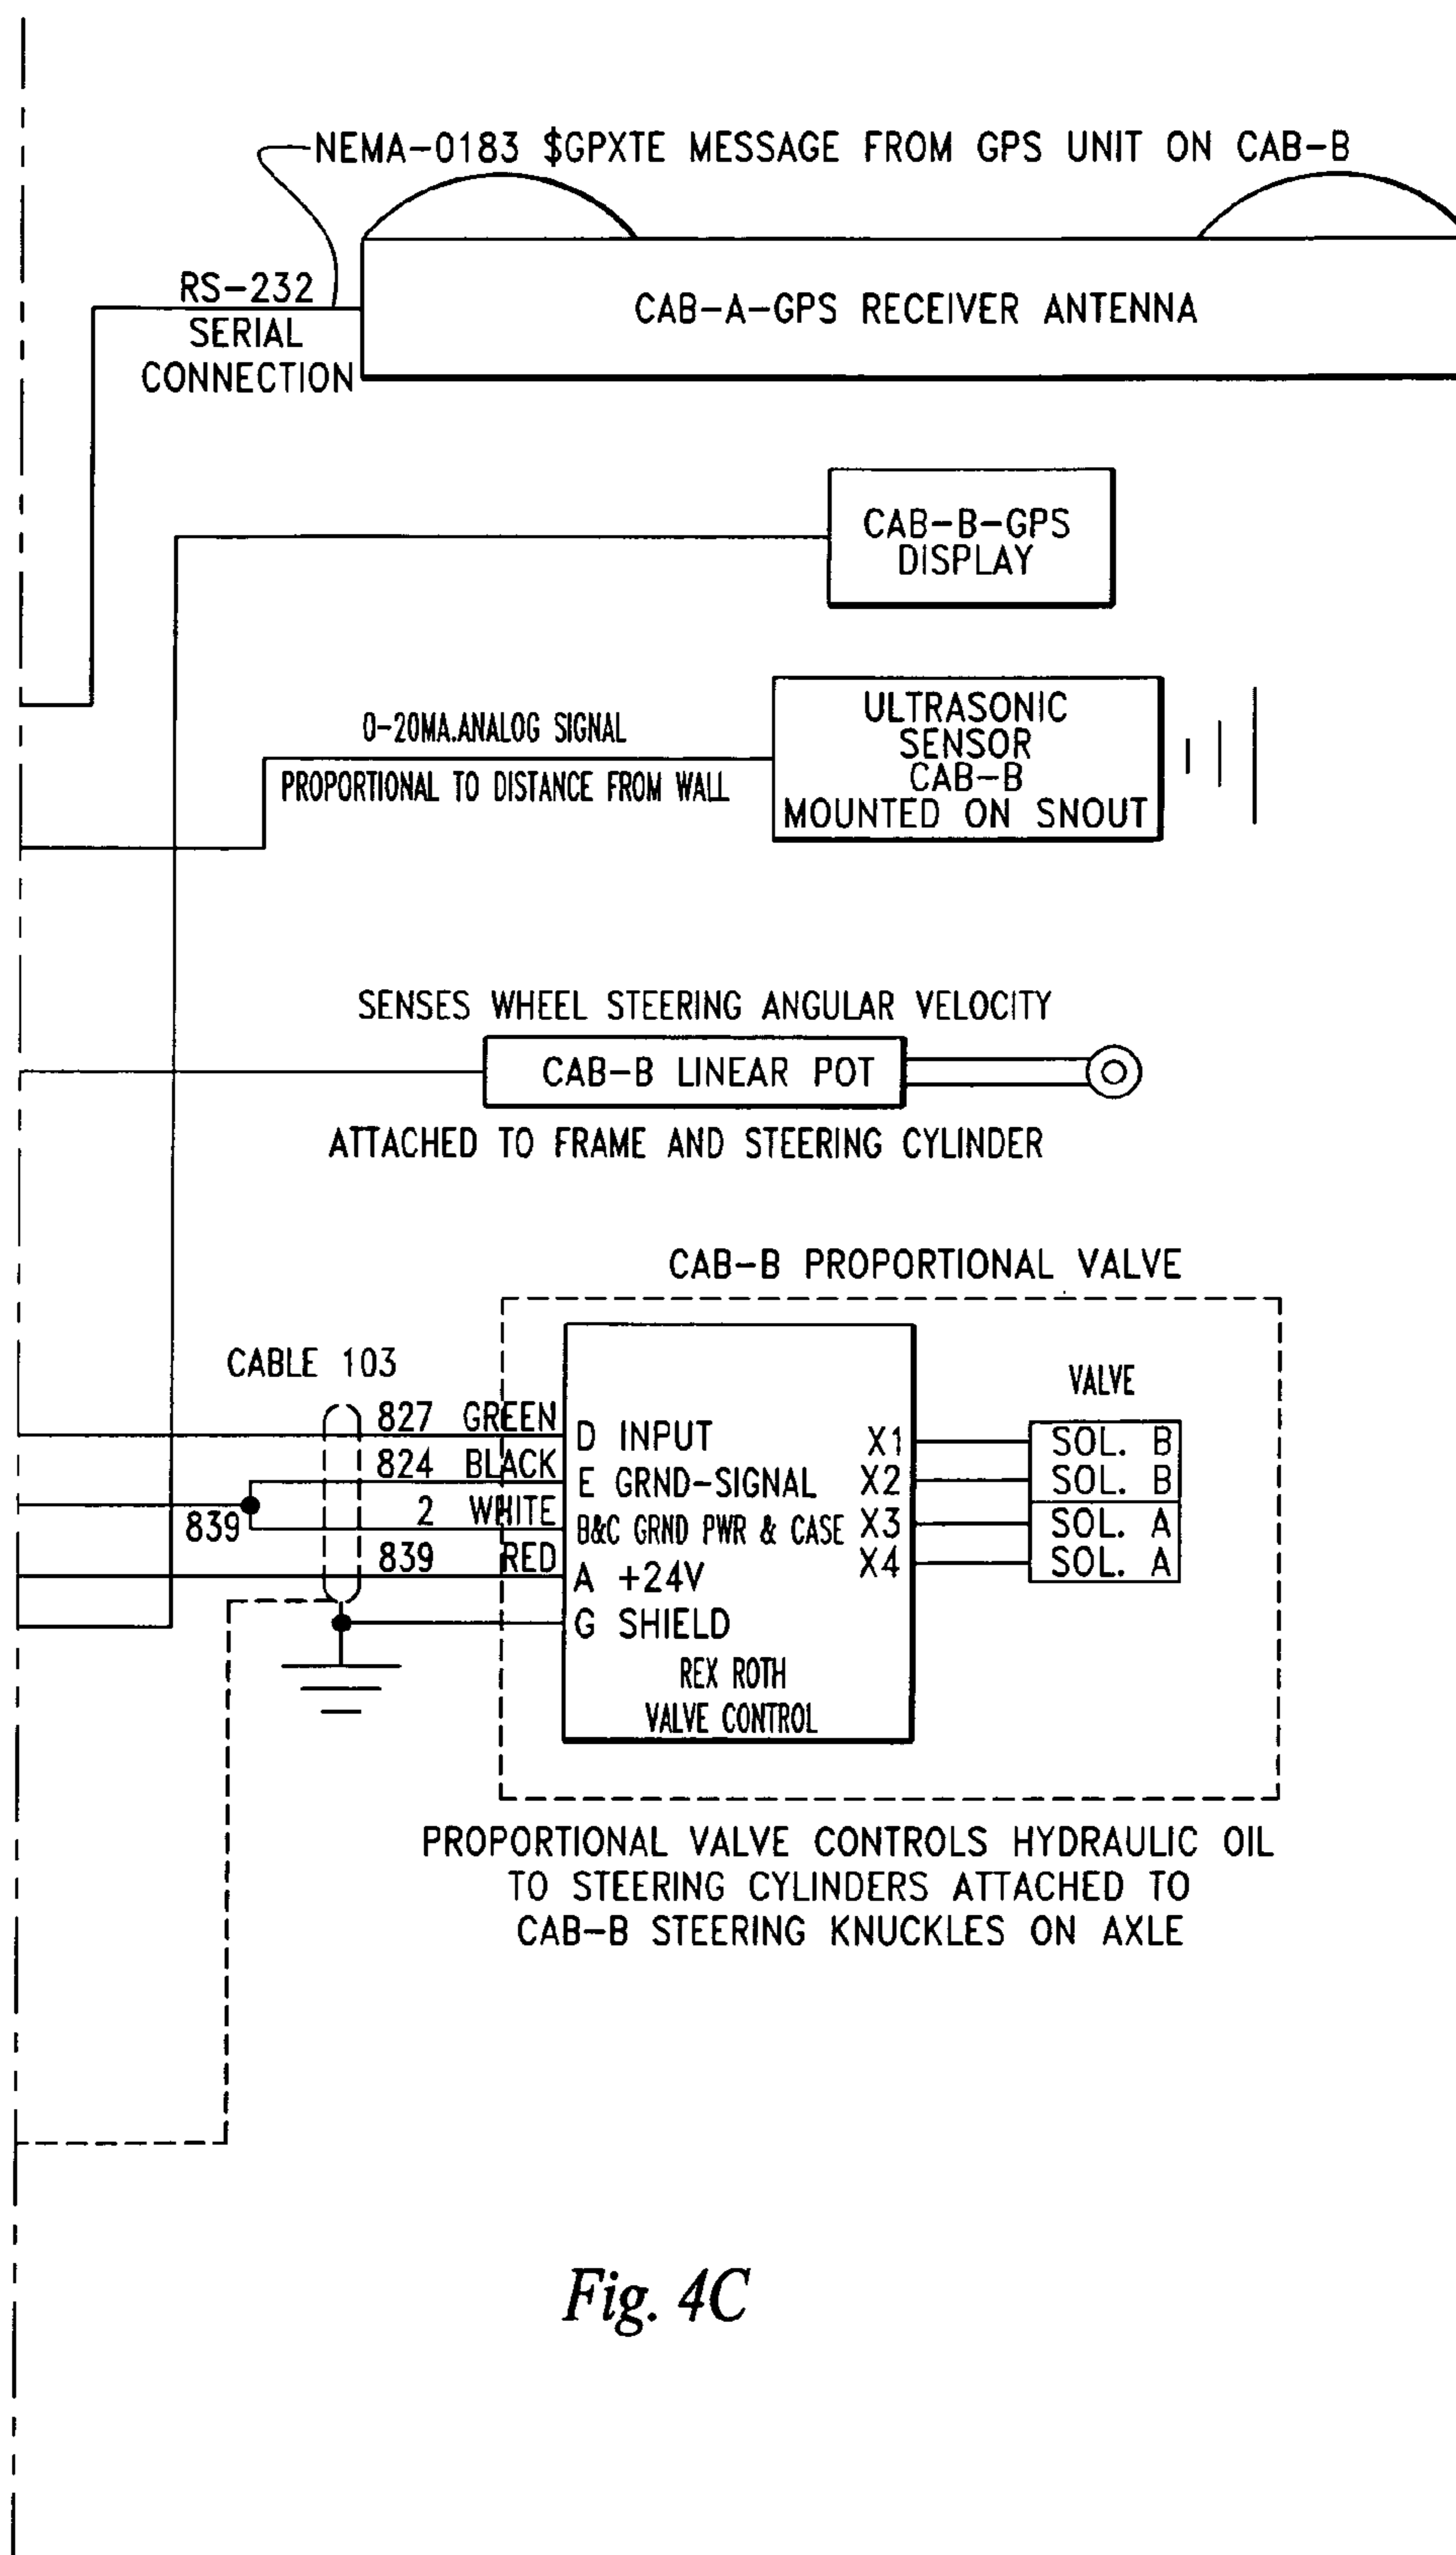 NEMA-0183 $GPXTE MESSAGE FROM GPS UNIT ON CAB-B
RS-232
SERIAL
CONNECTION
CAB-A-GPS RECEIVER ANTENNA
CAB-B-GPS
DISPLAY
0-20MA.ANALOG SIGNAL
PROPORTIONAL TO DISTANCE FROM WALL
ULTRASONIC
SENSOR
CAB-B
MOUNTED ON SNOUT
SENSES WHEEL STEERING ANGULAR VELOCITY
CAB-B LINEAR POT
ATTACHED TO FRAME AND STEERING CYLINDER
CAB-B PROPORTIONAL VALVE
CABLE 103
VALVE
827 GREEN
D INPUT
X1
SOL. B
824 BLACK
E GRND-SIGNAL
X2
SOL. B
839
2 WHITE
B&C GRND PWR & CASE
X3
SOL. A
839 RED
A +24V
X4
SOL. A
G SHIELD
REX ROTH
VALVE CONTROL
PROPORTIONAL VALVE CONTROLS HYDRAULIC OIL
TO STEERING CYLINDERS ATTACHED TO
CAB-B STEERING KNUCKLES ON AXLE
Fig. 4C